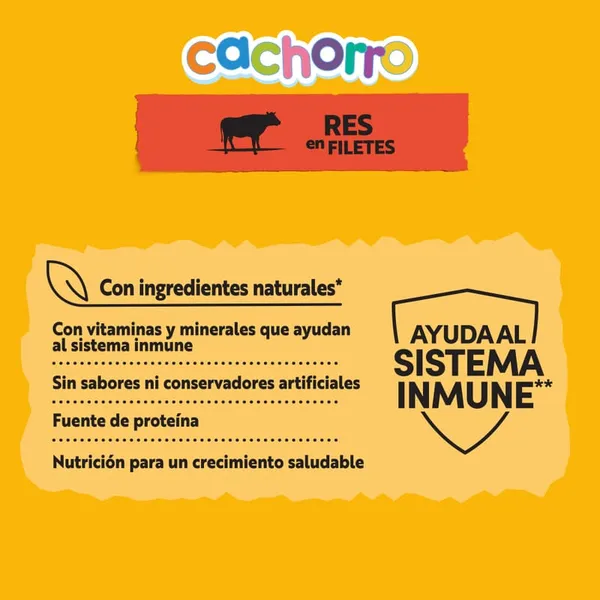 cachorro
RES
en FILETES
Con ingredientes naturales*
Con vitaminas y minerales que ayudan
al sistema inmune
Sin sabores ni conservadores artificiales
Fuente de proteína
Nutrición para un crecimiento saludable
AYUDA AL
SISTEMA
INMUNE**